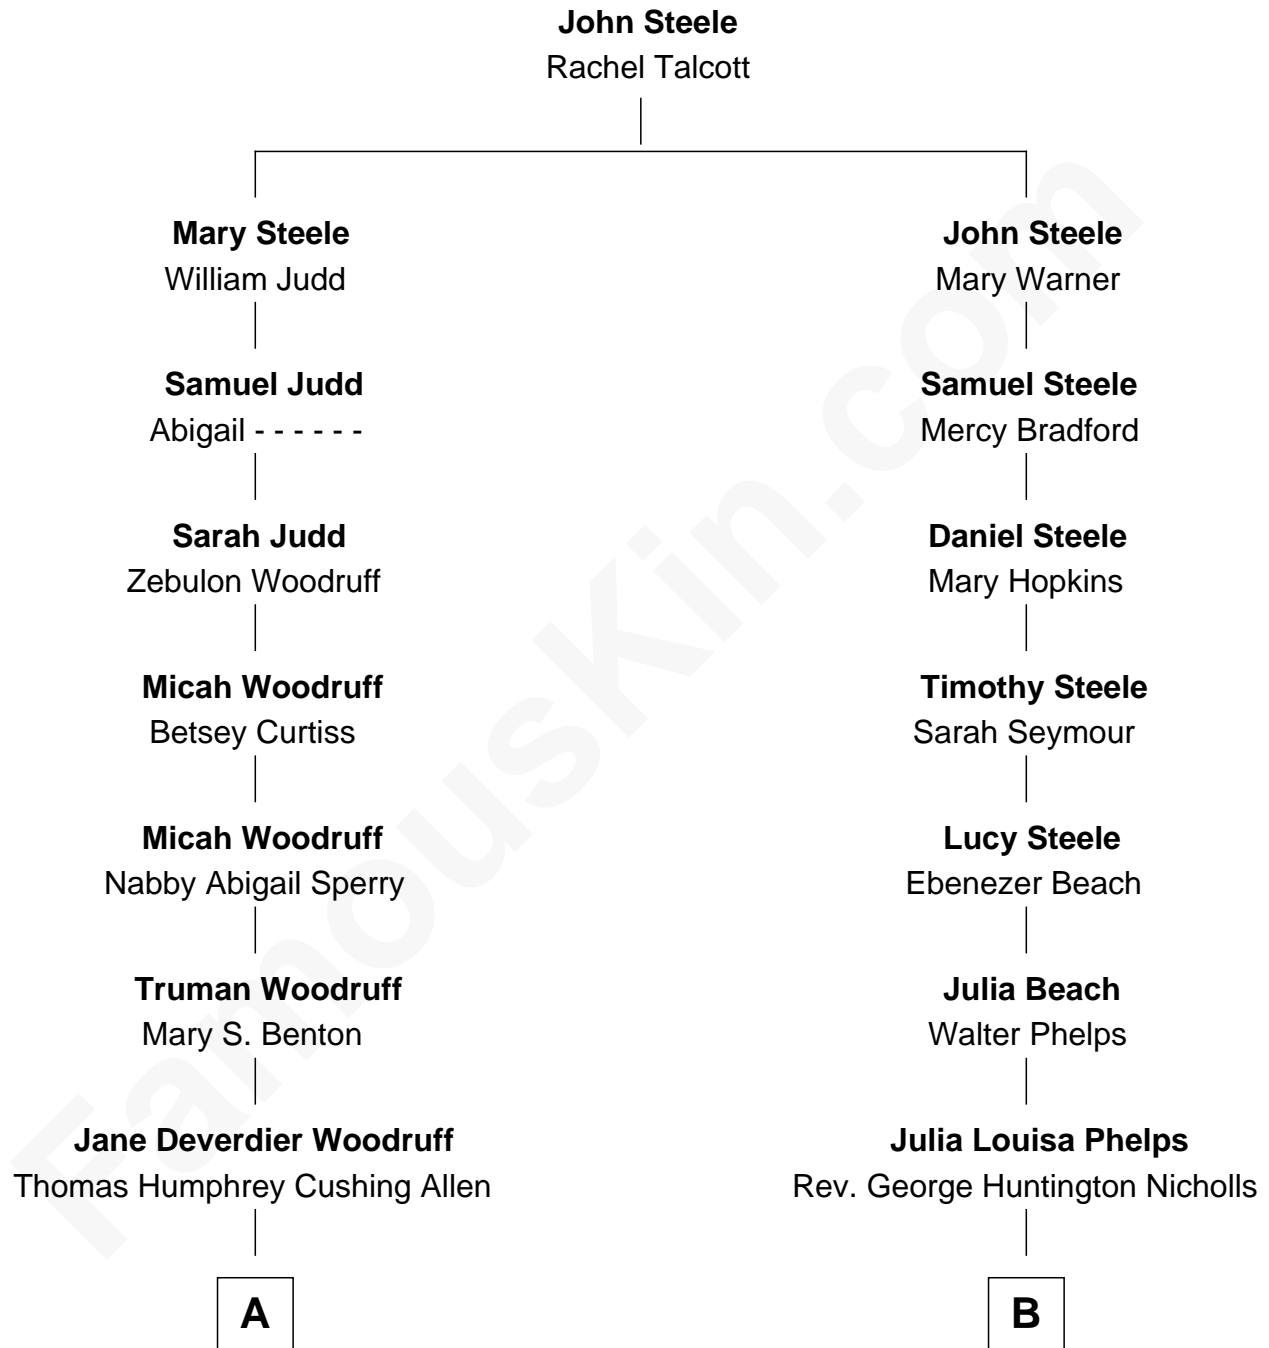 John Steele
Rachel Talcott
Mary Steele
William Judd
Samuel Judd
Abigail - - - - - -
Sarah Judd
Zebulon Woodruff
Micah Woodruff
Betsey Curtiss
Micah Woodruff
Nabby Abigail Sperry
Truman Woodruff
Mary S. Benton
Jane Deverdier Woodruff
Thomas Humphrey Cushing Allen
A
John Steele
Mary Warner
Samuel Steele
Mercy Bradford
Daniel Steele
Mary Hopkins
Timothy Steele
Sarah Seymour
Lucy Steele
Ebenezer Beach
Julia Beach
Walter Phelps
Julia Louisa Phelps
Rev. George Huntington Nicholls
B
FamousKin.com